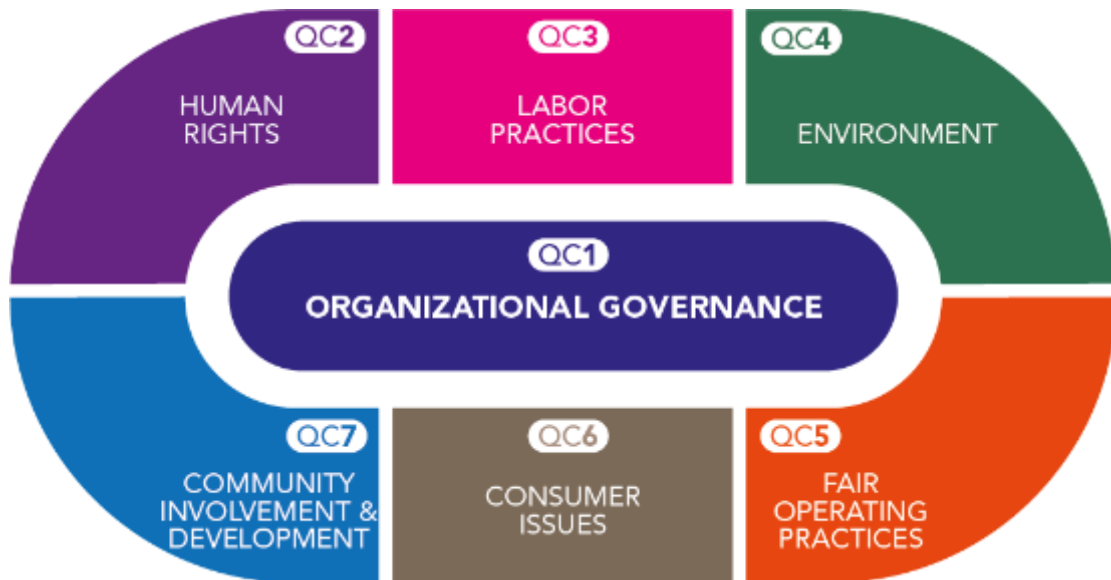 QC2
HUMAN
RIGHTS
QC3
LABOR
PRACTICES
QC4
ENVIRONMENT
QC1
ORGANIZATIONAL GOVERNANCE
QC7
COMMUNITY
INVOLVEMENT &
DEVELOPMENT
QC6
CONSUMER
ISSUES
QC5
FAIR
OPERATING
PRACTICES